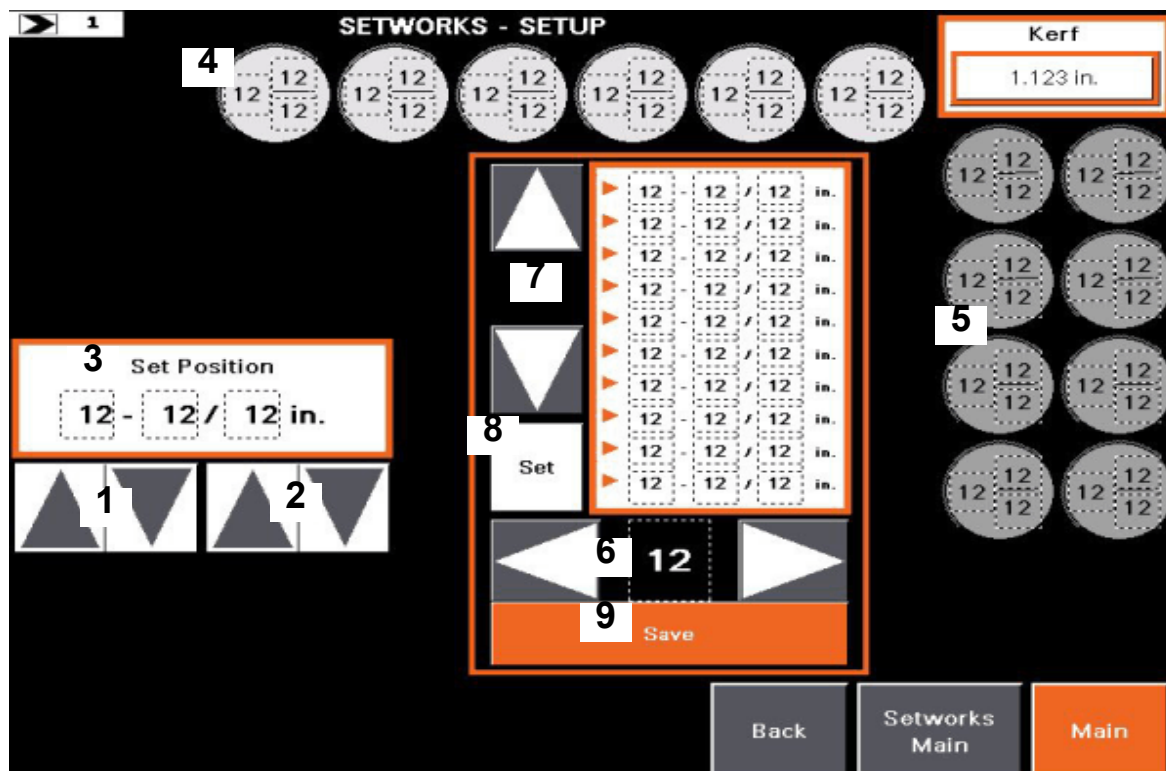 1
SETWORKS - SETUP
Kerf
1.123 in.
4
12 12/12 12 12/12 12 12/12 12 12/12 12 12/12 12 12/12
12 12/12 12 12/12
12 12/12 12 12/12
5
12 12/12 12 12/12
12 12/12 12 12/12
7
12 - 12 / 12 in.
12 - 12 / 12 in.
12 - 12 / 12 in.
12 - 12 / 12 in.
12 - 12 / 12 in.
12 - 12 / 12 in.
12 - 12 / 12 in.
12 - 12 / 12 in.
12 - 12 / 12 in.
12 - 12 / 12 in.
3
Set Position
12 - 12 / 12 in.
1
2
8
Set
6
12
9
Save
Back
Setworks
Main
Main